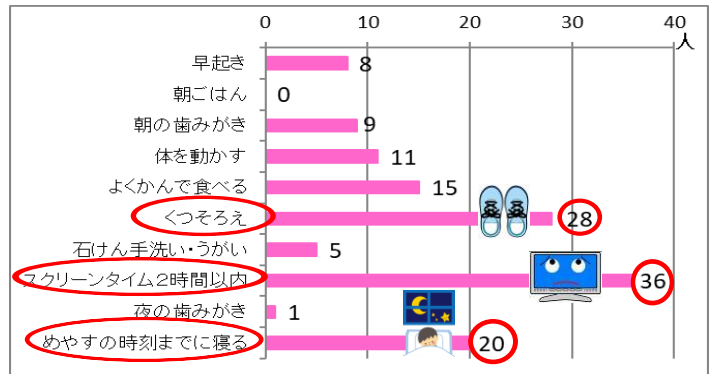 0 10 20 30 40
人
早起き 8
朝ごはん 0
朝の歯みがき 9
体を動かす 11
よくかんで食べる 15
くつそろえ 28
石けん手洗い・うがい 5
スクリーンタイム2時間以内 36
夜の歯みがき 1
めやすの時刻までに寝る 20